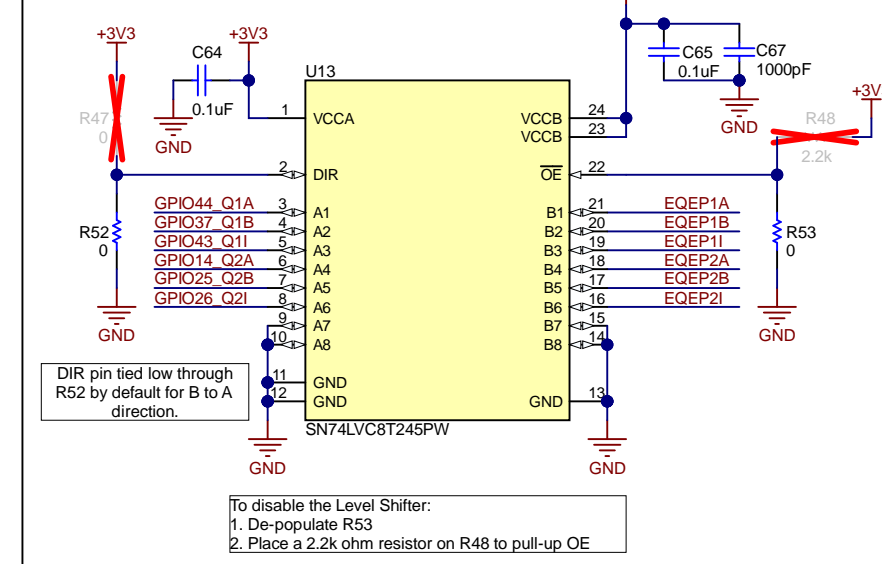 +3V3
+3V3
C64
0.1uF
GND
R47
0
R52
0
GND
U13
1
VCCA
2
DIR
GPIO44_Q1A
3
A1
GPIO37_Q1B
4
A2
GPIO43_Q1I
5
A3
GPIO14_Q2A
6
A4
GPIO25_Q2B
7
A5
GPIO26_Q2I
8
A6
9
A7
10
A8
11
GND
12
GND
GND
VCCB
24
VCCB
23
OE
22
B1
21
EQEP1A
B2
20
EQEP1B
B3
19
EQEP1I
B4
18
EQEP2A
B5
17
EQEP2B
B6
16
EQEP2I
B7
15
B8
14
GND
13
GND
SN74LVC8T245PW
C65
0.1uF
C67
1000pF
GND
+3V
R48
2.2k
R53
0
GND
DIR pin tied low through
R52 by default for B to A
direction.
To disable the Level Shifter:
1. De-populate R53
2. Place a 2.2k ohm resistor on R48 to pull-up OE